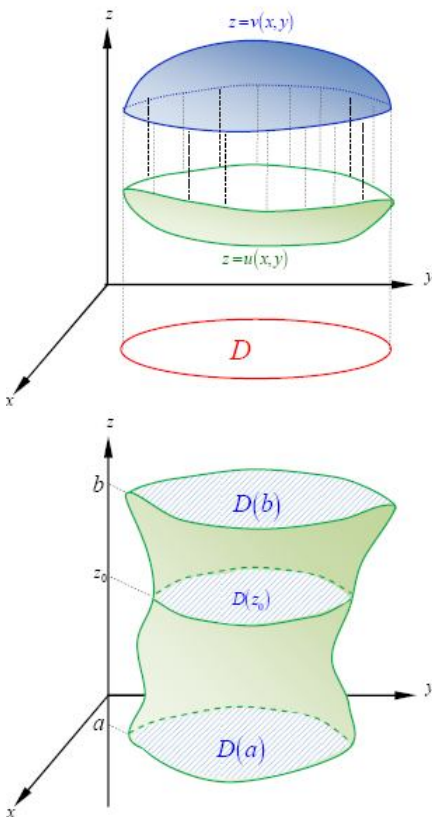 z
z=v(x,y)
z=u(x,y)
y
D
x
z
b
D(b)
z₀
D(z₀)
y
a
D(a)
x